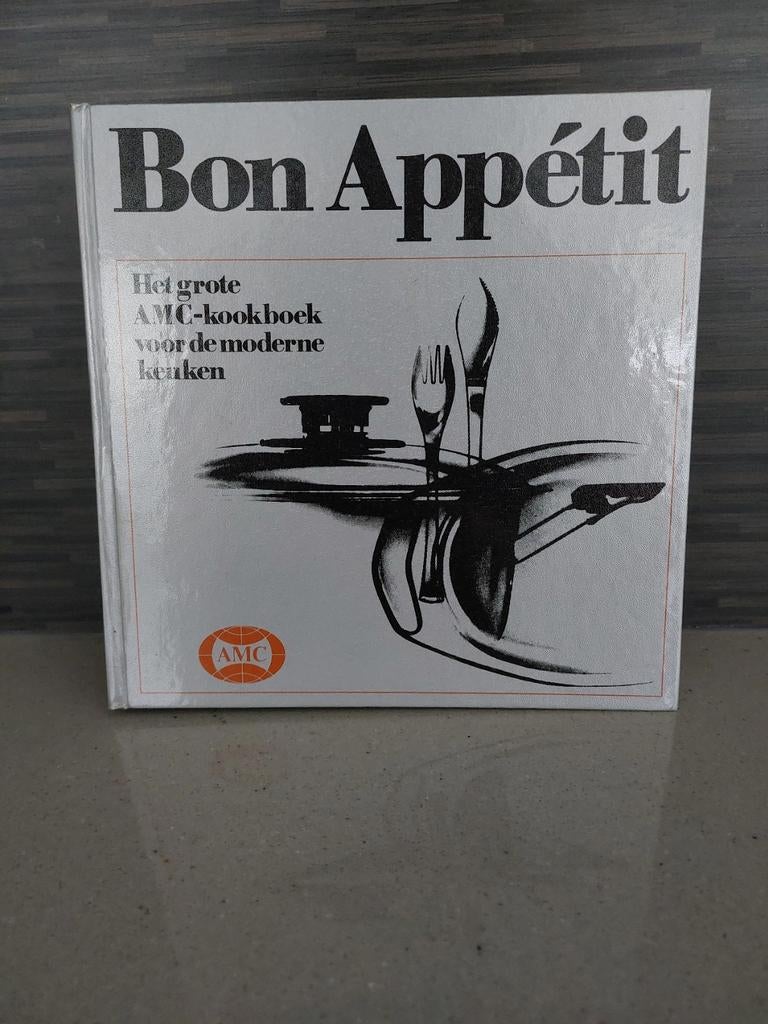 Bon Appétit
Het grote
AMC-kookboek
voor de moderne
keuken
AMC